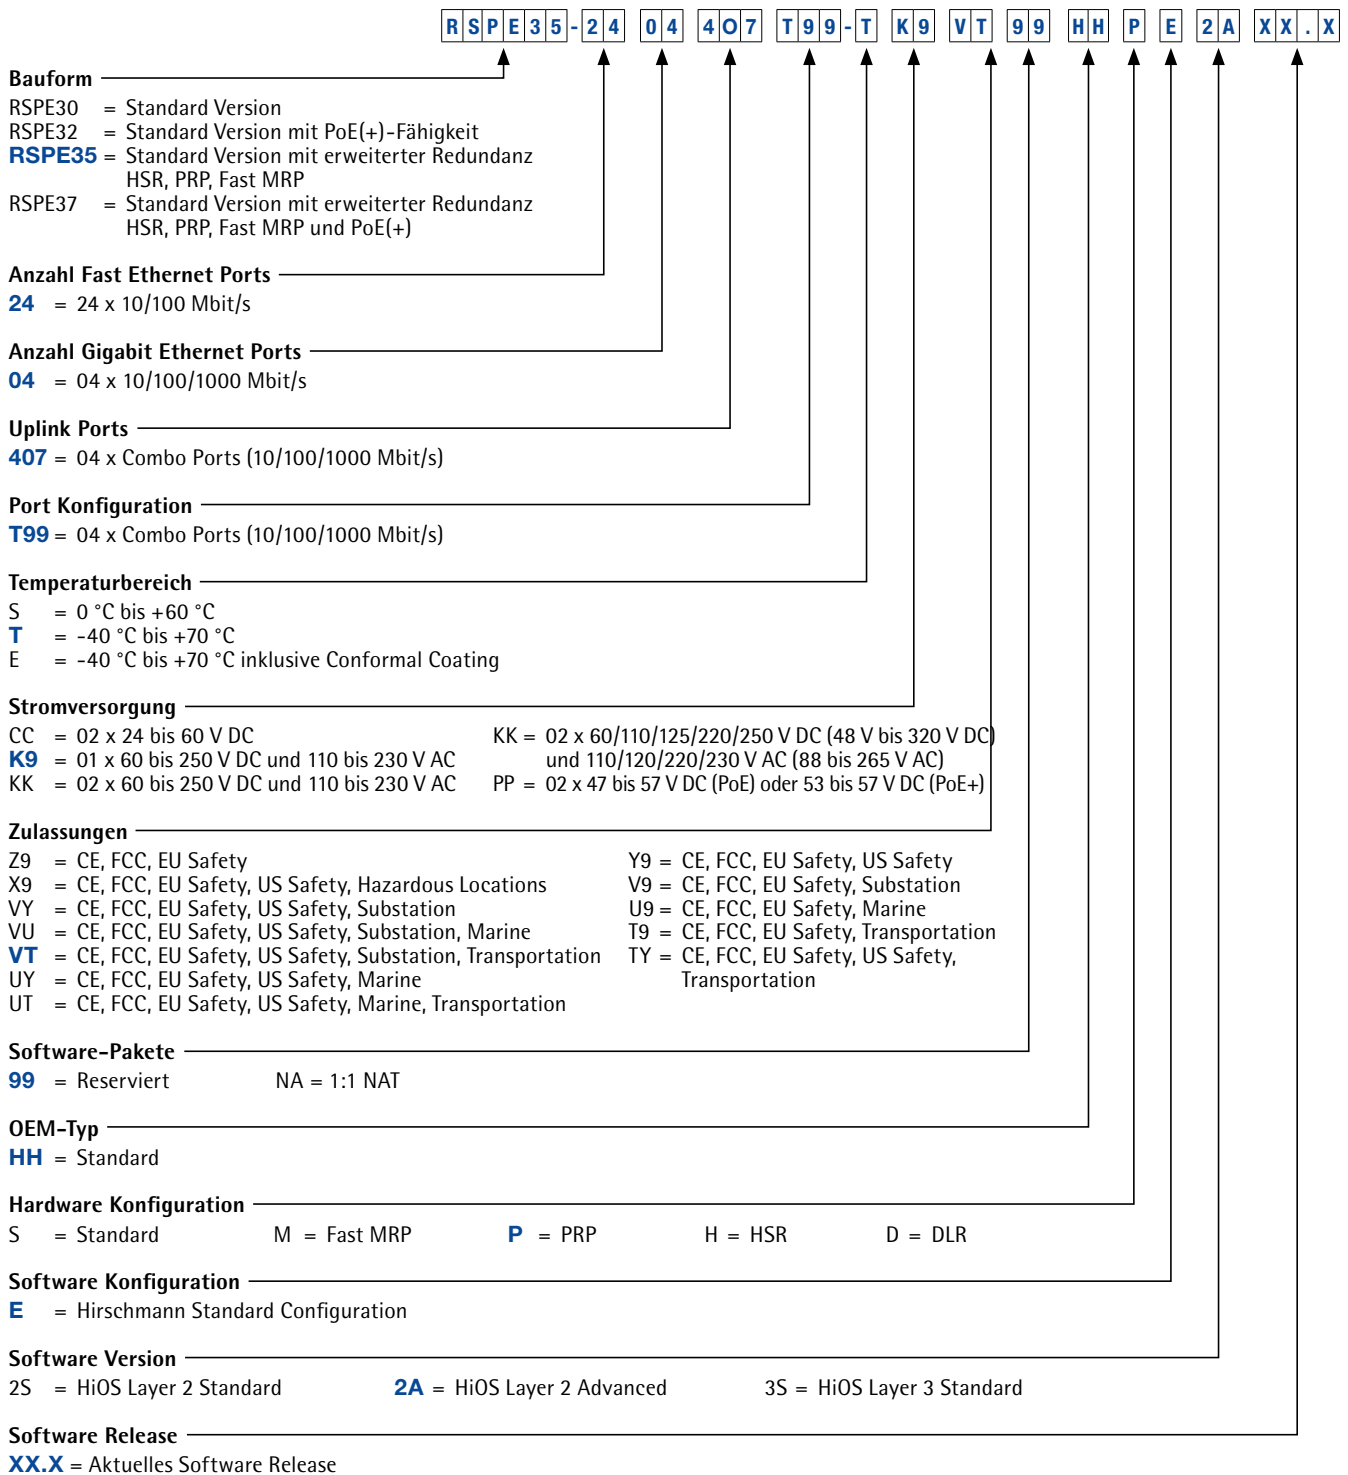 RSPE35-24 04 4O7 T99-T K9 VT 99 HH P E 2A XX.X
Bauform
RSPE30 = Standard Version
RSPE32 = Standard Version mit PoE(+)-Fähigkeit
RSPE35 = Standard Version mit erweiterter Redundanz
HSR, PRP, Fast MRP
RSPE37 = Standard Version mit erweiterter Redundanz
HSR, PRP, Fast MRP und PoE(+)
Anzahl Fast Ethernet Ports
24 = 24 x 10/100 Mbit/s
Anzahl Gigabit Ethernet Ports
04 = 04 x 10/100/1000 Mbit/s
Uplink Ports
407 = 04 x Combo Ports (10/100/1000 Mbit/s)
Port Konfiguration
T99 = 04 x Combo Ports (10/100/1000 Mbit/s)
Temperaturbereich
S = 0 °C bis +60 °C
T = -40 °C bis +70 °C
E = -40 °C bis +70 °C inklusive Conformal Coating
Stromversorgung
CC = 02 x 24 bis 60 V DC
K9 = 01 x 60 bis 250 V DC und 110 bis 230 V AC
KK = 02 x 60 bis 250 V DC und 110 bis 230 V AC
KK = 02 x 60/110/125/220/250 V DC (48 V bis 320 V DC)
und 110/120/220/230 V AC (88 bis 265 V AC)
PP = 02 x 47 bis 57 V DC (PoE) oder 53 bis 57 V DC (PoE+)
Zulassungen
Z9 = CE, FCC, EU Safety
X9 = CE, FCC, EU Safety, US Safety, Hazardous Locations
VY = CE, FCC, EU Safety, US Safety, Substation
VU = CE, FCC, EU Safety, US Safety, Substation, Marine
VT = CE, FCC, EU Safety, US Safety, Substation, Transportation
UY = CE, FCC, EU Safety, US Safety, Marine
UT = CE, FCC, EU Safety, US Safety, Marine, Transportation
Y9 = CE, FCC, EU Safety, US Safety
V9 = CE, FCC, EU Safety, Substation
U9 = CE, FCC, EU Safety, Marine
T9 = CE, FCC, EU Safety, Transportation
TY = CE, FCC, EU Safety, US Safety,
Transportation
Software-Pakete
99 = Reserviert NA = 1:1 NAT
OEM-Typ
HH = Standard
Hardware Konfiguration
S = Standard M = Fast MRP P = PRP H = HSR D = DLR
Software Konfiguration
E = Hirschmann Standard Configuration
Software Version
2S = HiOS Layer 2 Standard 2A = HiOS Layer 2 Advanced 3S = HiOS Layer 3 Standard
Software Release
XX.X = Aktuelles Software Release